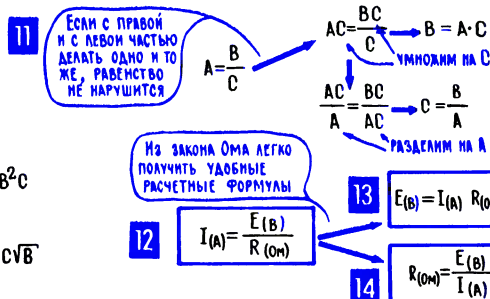 11
Если с правой
и с левой частью
делать одно и то
же, равенство
не нарушится
A = B/C
AC = BC/C → B = A·C
умножим на C
AC/A = BC/AC → C = B/A
разделим на A
B²C
C√B
Из закона Ома легко
получить удобные
расчетные формулы
12
I(А) = E(В)/R(Ом)
13
E(В) = I(А) R(О
14
R(Ом) = E(В)/I(А)